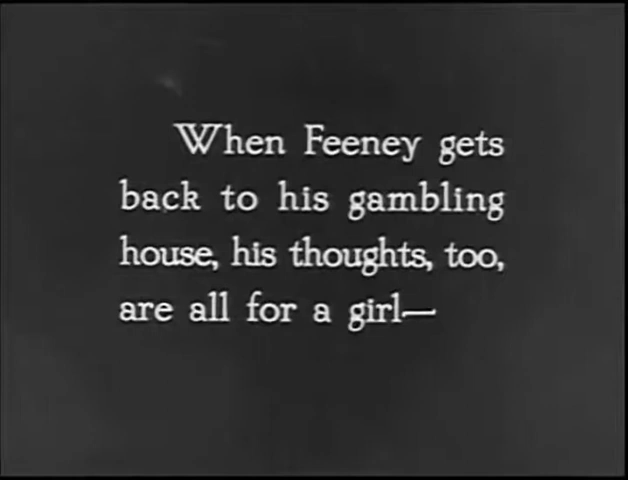 When Feeney gets
back to his gambling
house, his thoughts, too,
are all for a girl—